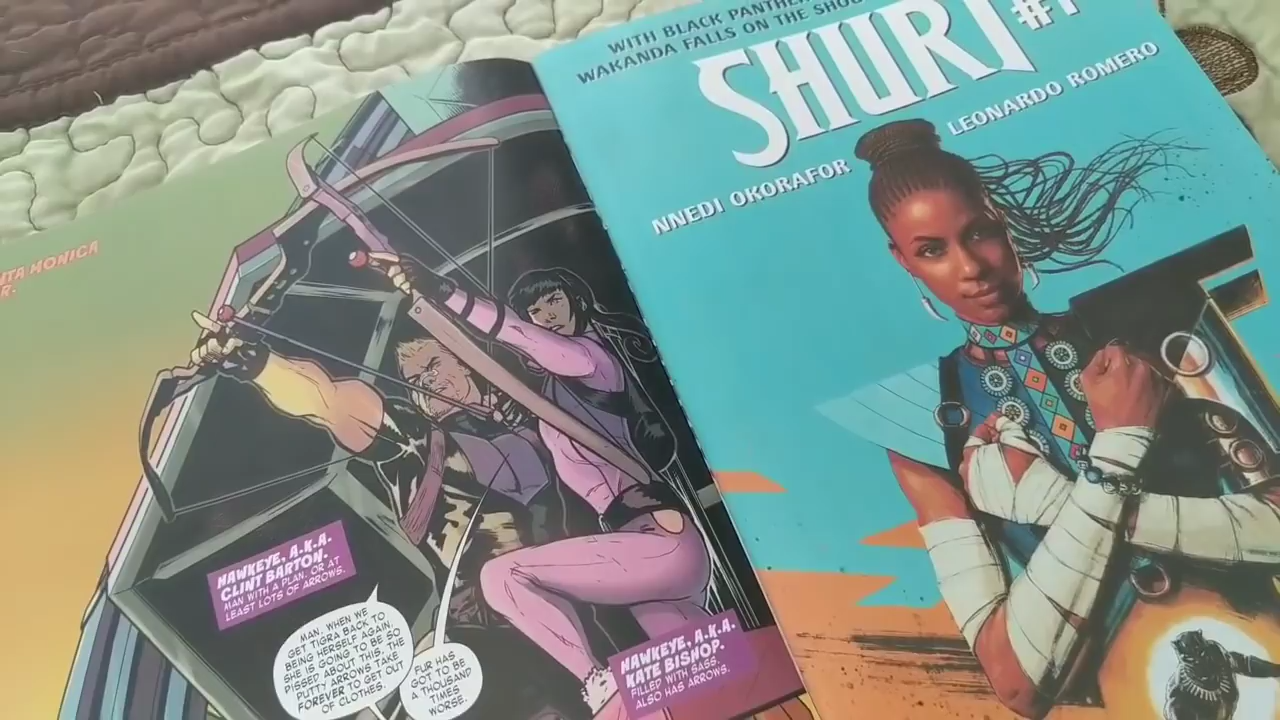 NTA MONICA
R.
HAWKEYE, A.K.A.
CLINT BARTON.
MAN WITH A PLAN. OR AT
LEAST LOTS OF ARROWS.
MAN, WHEN WE
GET TIGRA BACK TO
BEING HERSELF AGAIN,
SHE IS GOING TO BE SO
PISSED ABOUT THIS. THE
PUTTY ARROWS TAKE
FOREVER TO GET OUT
OF CLOTHES.
FUR HAS
GOT TO BE
A THOUSAND
TIMES
WORSE.
HAWKEYE, A.K.A.
KATE BISHOP.
FILLED WITH SASS.
ALSO HAS ARROWS.
WITH BLACK PANTHER
WAKANDA FALLS ON THE SHOU
SHURI #1
NNEDI OKORAFOR LEONARDO ROMERO